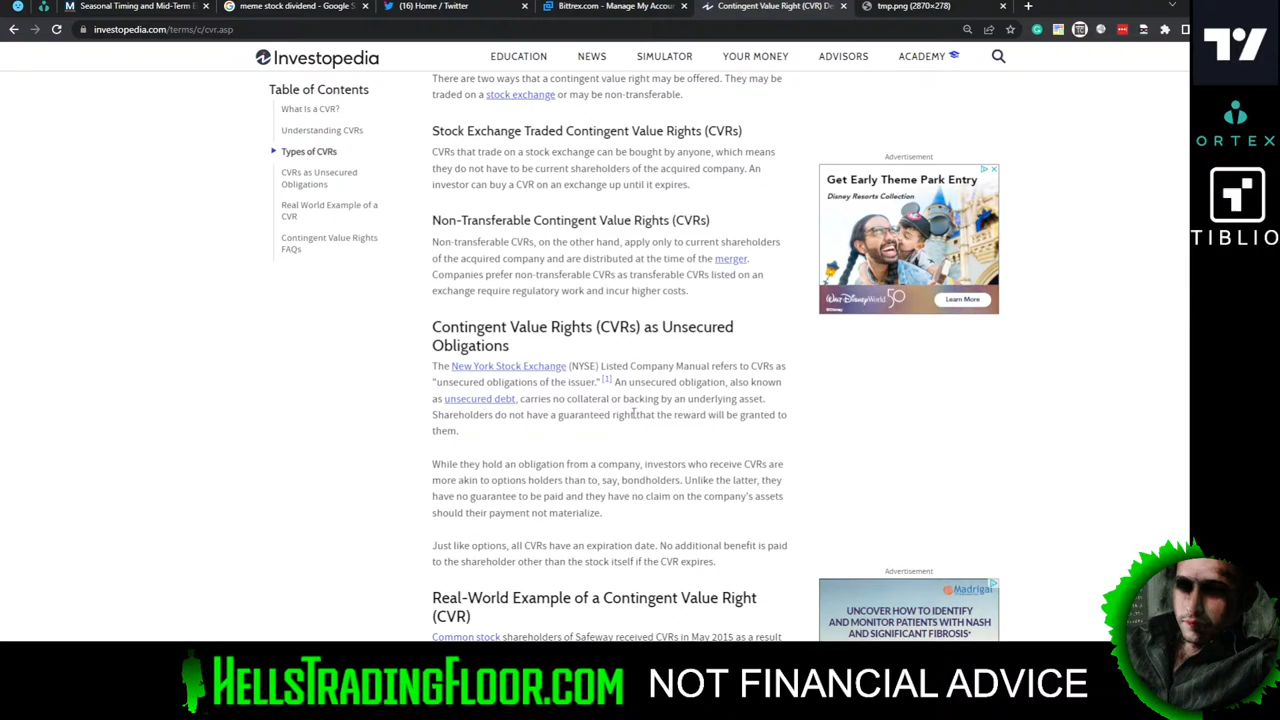 Seasonal Timing and Mid-Term E
meme stock dividend - Google S
(16) Home / Twitter
Bittrex.com - Manage My Account
Contingent Value Right (CVR) De
tmp.png (2870×278)
investopedia.com/terms/c/cvr.asp
Investopedia
EDUCATION
NEWS
SIMULATOR
YOUR MONEY
ADVISORS
ACADEMY
Table of Contents
What Is a CVR?
Understanding CVRs
Types of CVRs
CVRs as Unsecured
Obligations
Real World Example of a
CVR
Contingent Value Rights
FAQs
There are two ways that a contingent value right may be offered. They may be
traded on a stock exchange or may be non-transferable.
Stock Exchange Traded Contingent Value Rights (CVRs)
CVRs that trade on a stock exchange can be bought by anyone, which means
they do not have to be current shareholders of the acquired company. An
investor can buy a CVR on an exchange up until it expires.
Non-Transferable Contingent Value Rights (CVRs)
Non-transferable CVRs, on the other hand, apply only to current shareholders
of the acquired company and are distributed at the time of the merger.
Companies prefer non-transferable CVRs as transferable CVRs listed on an
exchange require regulatory work and incur higher costs.
Contingent Value Rights (CVRs) as Unsecured
Obligations
The New York Stock Exchange (NYSE) Listed Company Manual refers to CVRs as
"unsecured obligations of the issuer." [1] An unsecured obligation, also known
as unsecured debt, carries no collateral or backing by an underlying asset.
Shareholders do not have a guaranteed right that the reward will be granted to
them.
While they hold an obligation from a company, investors who receive CVRs are
more akin to options holders than to, say, bondholders. Unlike the latter, they
have no guarantee to be paid and they have no claim on the company's assets
should their payment not materialize.
Just like options, all CVRs have an expiration date. No additional benefit is paid
to the shareholder other than the stock itself if the CVR expires.
Real-World Example of a Contingent Value Right
(CVR)
Common stock shareholders of Safeway received CVRs in May 2015 as a result
Advertisement
Get Early Theme Park Entry
Disney Resorts Collection
Walt Disney World 50
©Disney
Learn More
Advertisement
Madrigal
UNCOVER HOW TO IDENTIFY
AND MONITOR PATIENTS WITH NASH
AND SIGNIFICANT FIBROSIS*
ORTEX
TIBLIO
HELLSTRADINGFLOOR.COM
NOT FINANCIAL ADVICE